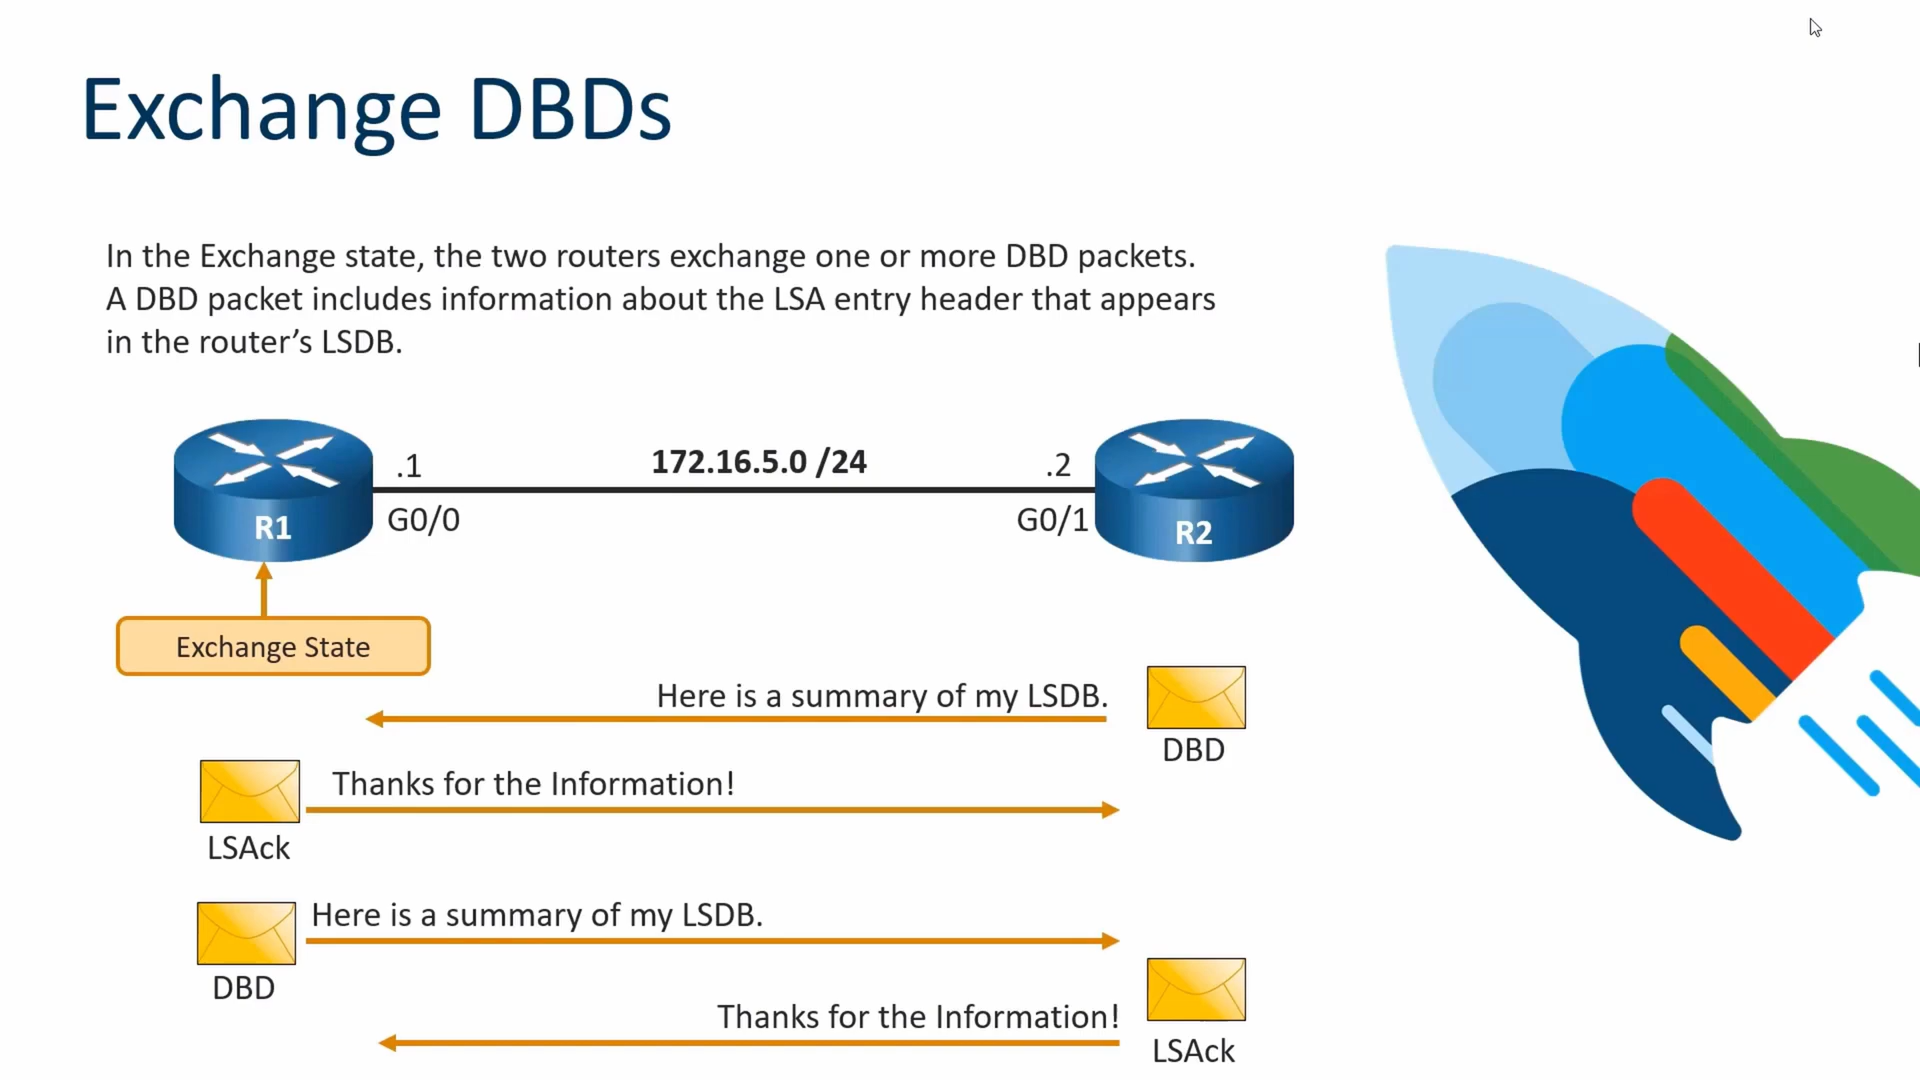 Exchange DBDs
In the Exchange state, the two routers exchange one or more DBD packets.
A DBD packet includes information about the LSA entry header that appears
in the router’s LSDB.
.1
172.16.5.0 /24
.2
G0/0
G0/1
R1
R2
Exchange State
Here is a summary of my LSDB.
DBD
Thanks for the Information!
LSAck
Here is a summary of my LSDB.
DBD
Thanks for the Information!
LSAck